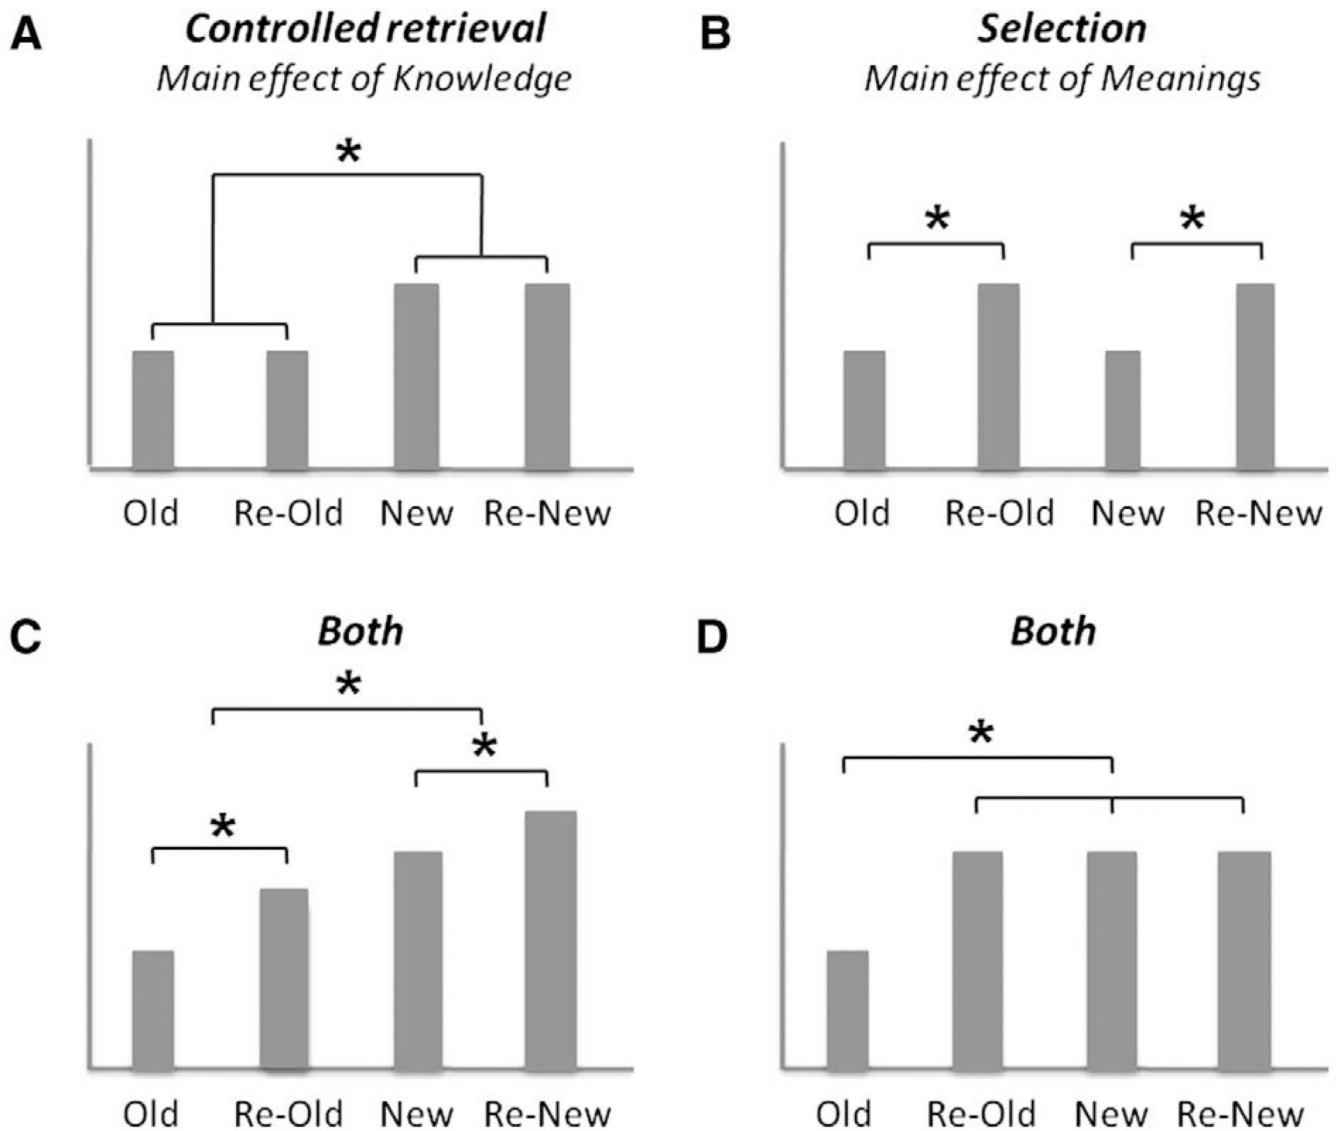 A
Controlled retrieval
Main effect of Knowledge
*
Old Re-Old New Re-New
B
Selection
Main effect of Meanings
* *
Old Re-Old New Re-New
C
Both
*
*
*
Old Re-Old New Re-New
D
Both
*
Old Re-Old New Re-New